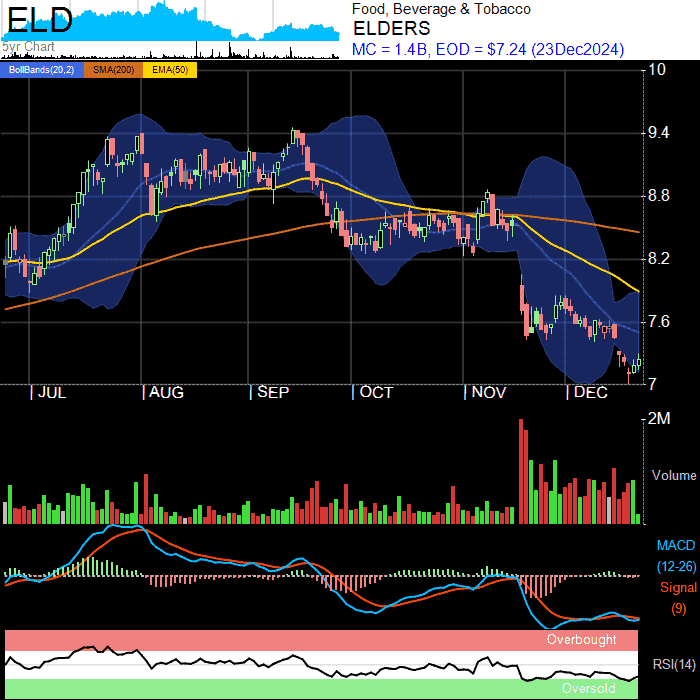 ELD
5yr Chart
Food, Beverage & Tobacco
ELDERS
MC = 1.4B, EOD = $7.24 (23Dec2024)
BollBands(20,2) SMA(200) EMA(50)
10
9.4
8.8
8.2
7.6
7
JUL AUG SEP OCT NOV DEC
2M
Volume
MACD
(12-26)
Signal
(9)
Overbought
RSI(14)
Oversold